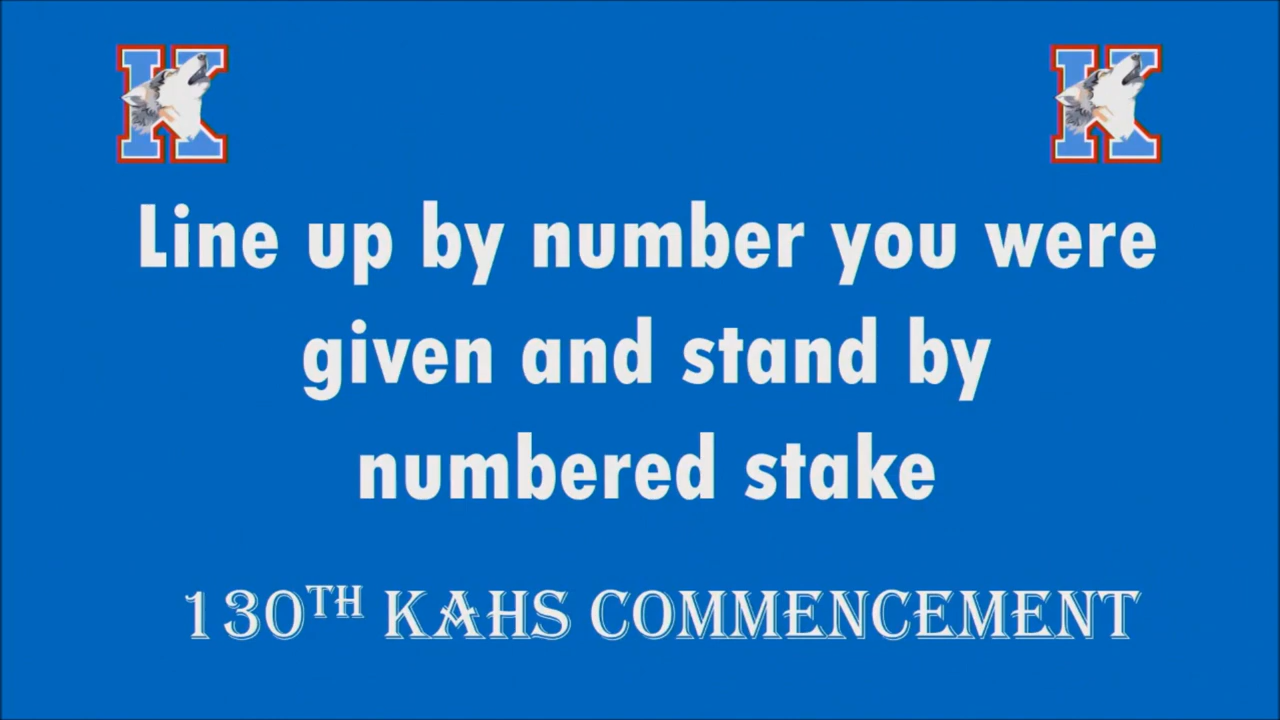 K K
Line up by number you were
given and stand by
numbered stake
130TH KAHS COMMENCEMENT